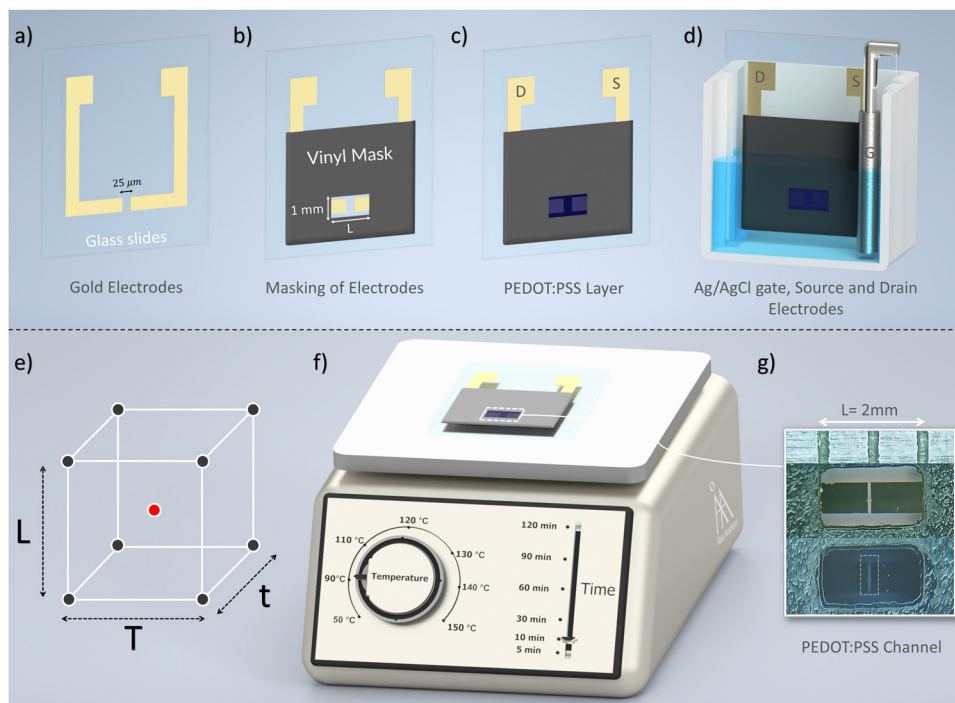 a)
b)
c)
d)
25 μm
Glass slides
Vinyl Mask
1 mm
L
D
S
D
S
G
Gold Electrodes
Masking of Electrodes
PEDOT:PSS Layer
Ag/AgCl gate, Source and Drain
Electrodes
e)
f)
g)
L
T
t
120 °C
110 °C
130 °C
90°C
Temperature
140 °C
50 °C
150 °C
120 min
90 min
60 min
Time
30 min
10 min
5 min
L= 2mm
PEDOT:PSS Channel